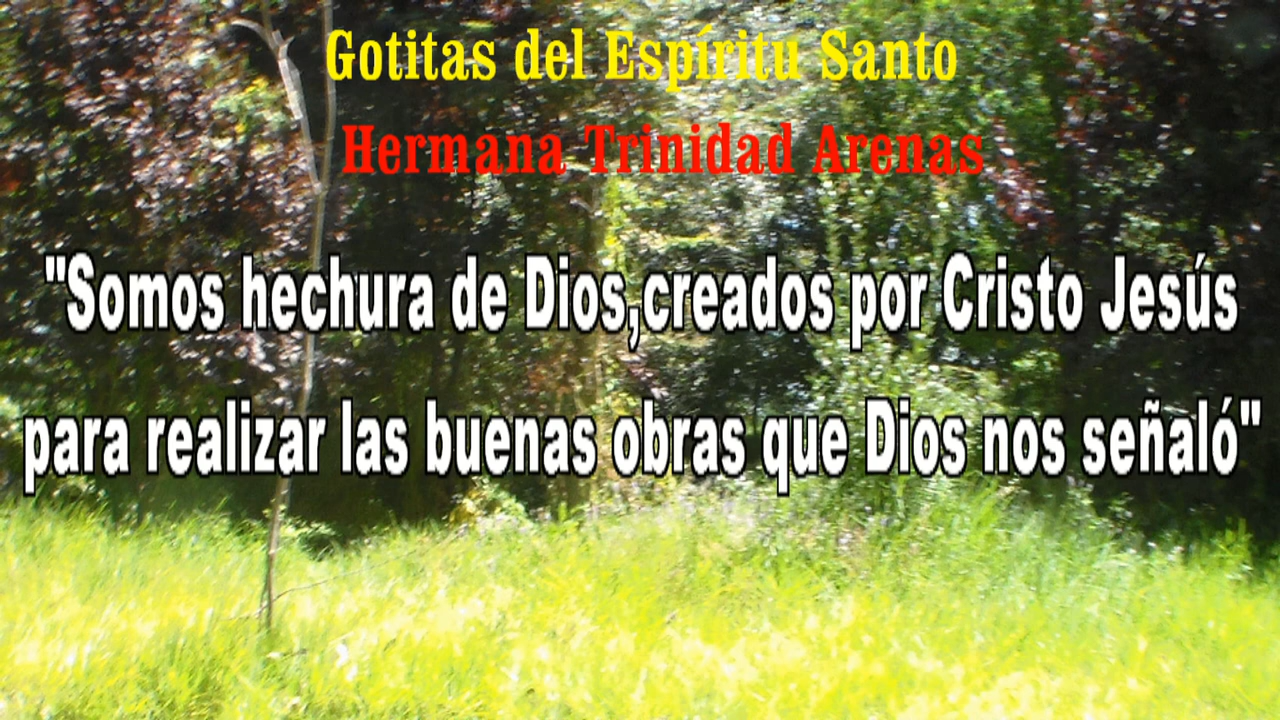 Gotitas del Espíritu Santo
Hermana Trinidad Arenas
"Somos hechura de Dios,creados por Cristo Jesús
para realizar las buenas obras que Dios nos señaló"